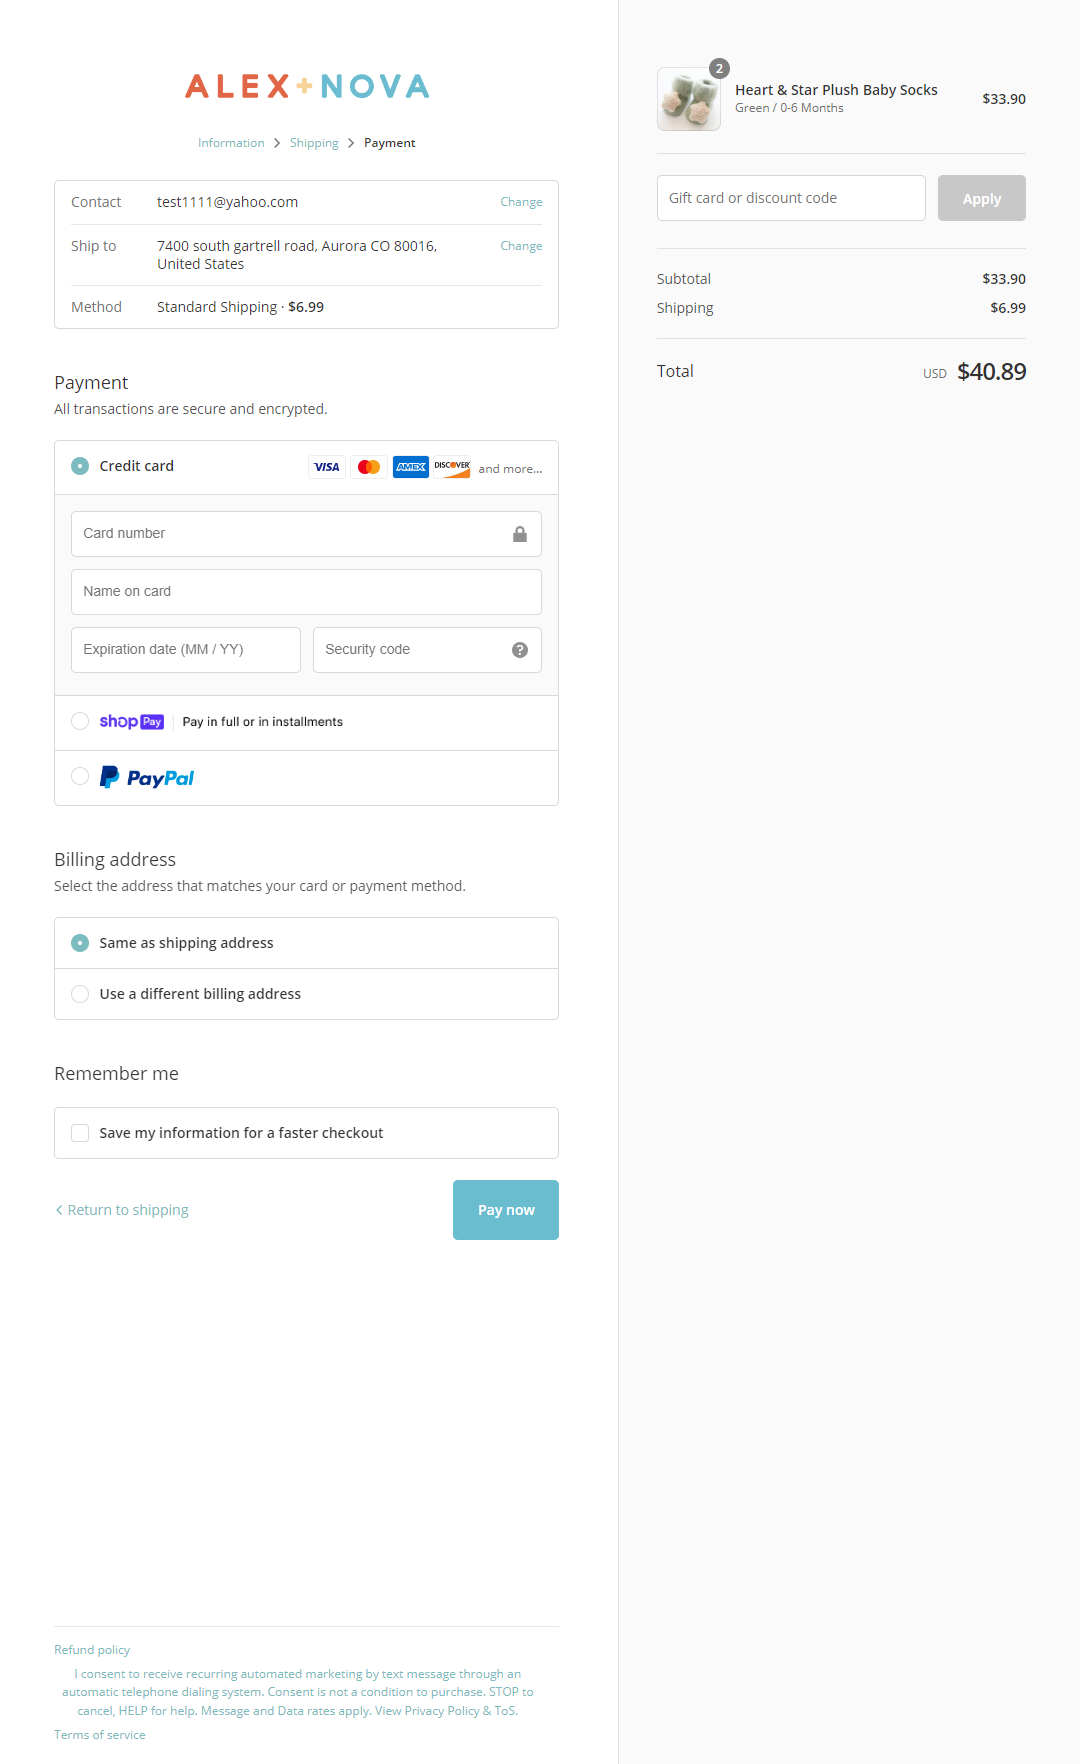 ALEX+NOVA
Information > Shipping > Payment
Contact test1111@yahoo.com Change
Ship to 7400 south gartrell road, Aurora CO 80016, Change
United States
Method Standard Shipping · $6.99
Payment
All transactions are secure and encrypted.
Credit card VISA AMEX DISCOVER and more...
Card number
Name on card
Expiration date (MM / YY) Security code ?
shop Pay Pay in full or in installments
PayPal
Billing address
Select the address that matches your card or payment method.
Same as shipping address
Use a different billing address
Remember me
Save my information for a faster checkout
Return to shipping Pay now
Refund policy
I consent to receive recurring automated marketing by text message through an
automatic telephone dialing system. Consent is not a condition to purchase. STOP to
cancel, HELP for help. Message and Data rates apply. View Privacy Policy & ToS.
Terms of service
2
Heart & Star Plush Baby Socks $33.90
Green / 0-6 Months
Gift card or discount code Apply
Subtotal $33.90
Shipping $6.99
Total USD $40.89